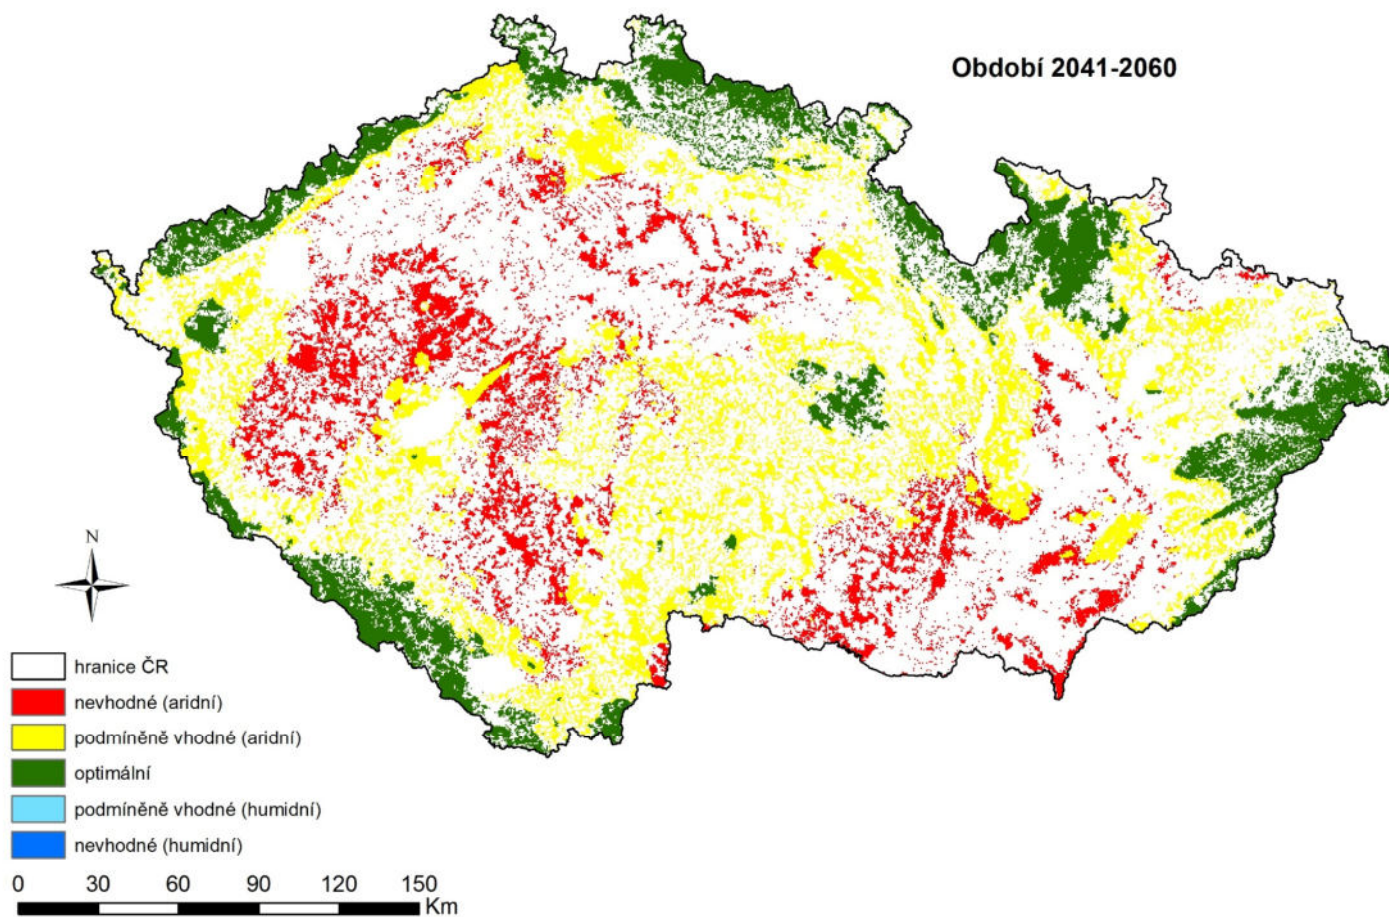 Období 2041-2060
N
hranice ČR
nevhodné (aridní)
podmíněně vhodné (aridní)
optimální
podmíněně vhodné (humidní)
nevhodné (humidní)
0 30 60 90 120 150
Km